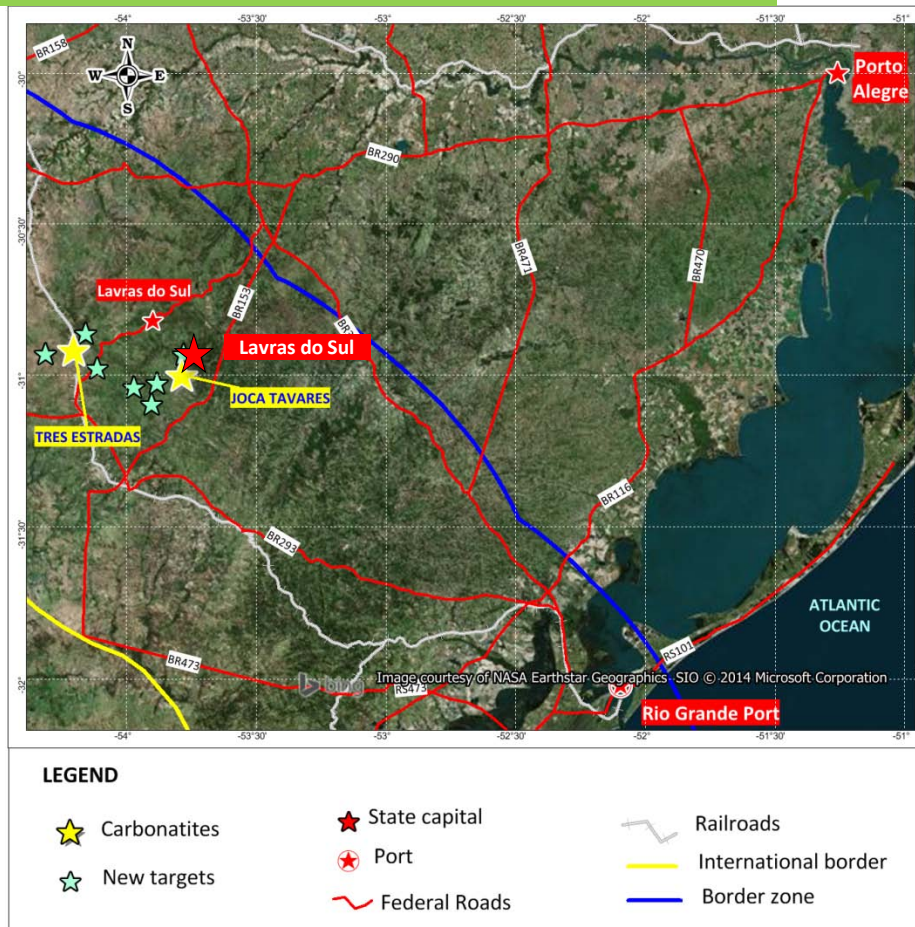 -54°
-53°30'
-53°
-52°30'
-52°
-51°30'
-51°
BR158
N
W
E
S
-30°
Porto
Alegre
BR290
-30°30'
BR471
BR470
Lavras do Sul
BR153
Lavras do Sul
-31°
JOCA TAVARES
TRES ESTRADAS
BR116
-31°30'
BR293
ATLANTIC
OCEAN
RS101
BR473
RS473
-32°
bing
Image courtesy of NASA Earthstar Geographics SIO © 2014 Microsoft Corporation
Rio Grande Port
-54°
-53°30'
-53°
-52°30'
-52°
-51°30'
-51°
LEGEND
Carbonatites
New targets
State capital
Port
Federal Roads
Railroads
International border
Border zone